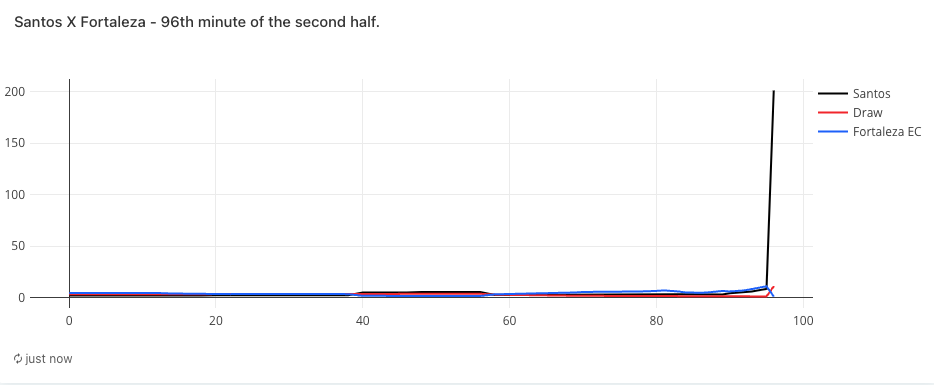 Santos X Fortaleza - 96th minute of the second half.
200
150
100
50
0
0 20 40 60 80 100
Santos
Draw
Fortaleza EC
just now